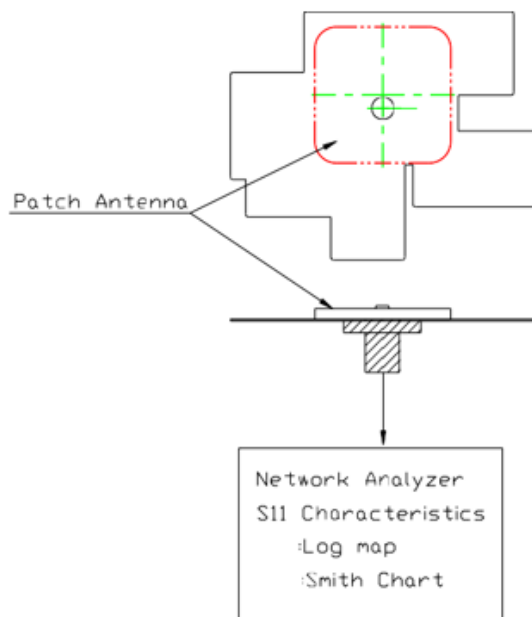 Patch Antenna
Network Analyzer
S11 Characteristics
:Log map
:Smith Chart